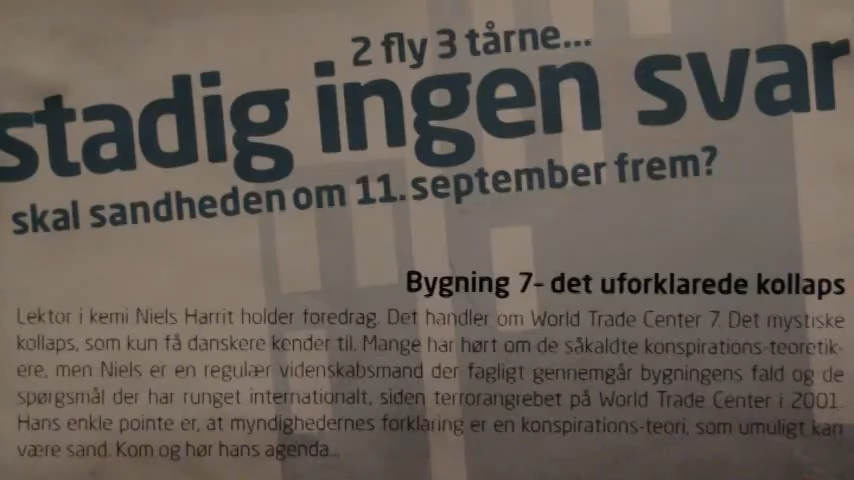 2 fly 3 tårne...
stadig ingen svar
skal sandheden om 11. september frem?
Bygning 7- det uforklarede kollaps
Lektor i kemi Niels Harrit holder foredrag. Det handler om World Trade Center 7. Det mystiske
kollaps, som kun få danskere kender til. Mange har hørt om de såkaldte konspirations-teoretik-
ere, men Niels er en regulær videnskabsmand der fagligt gennemgår bygningens fald og de
spørgsmål der har runget internationalt, siden terrorangrebet på World Trade Center i 2001.
Hans enkle pointe er, at myndighedernes forklaring er en konspirations-teori, som umuligt kan
være sand. Kom og hør hans agenda...